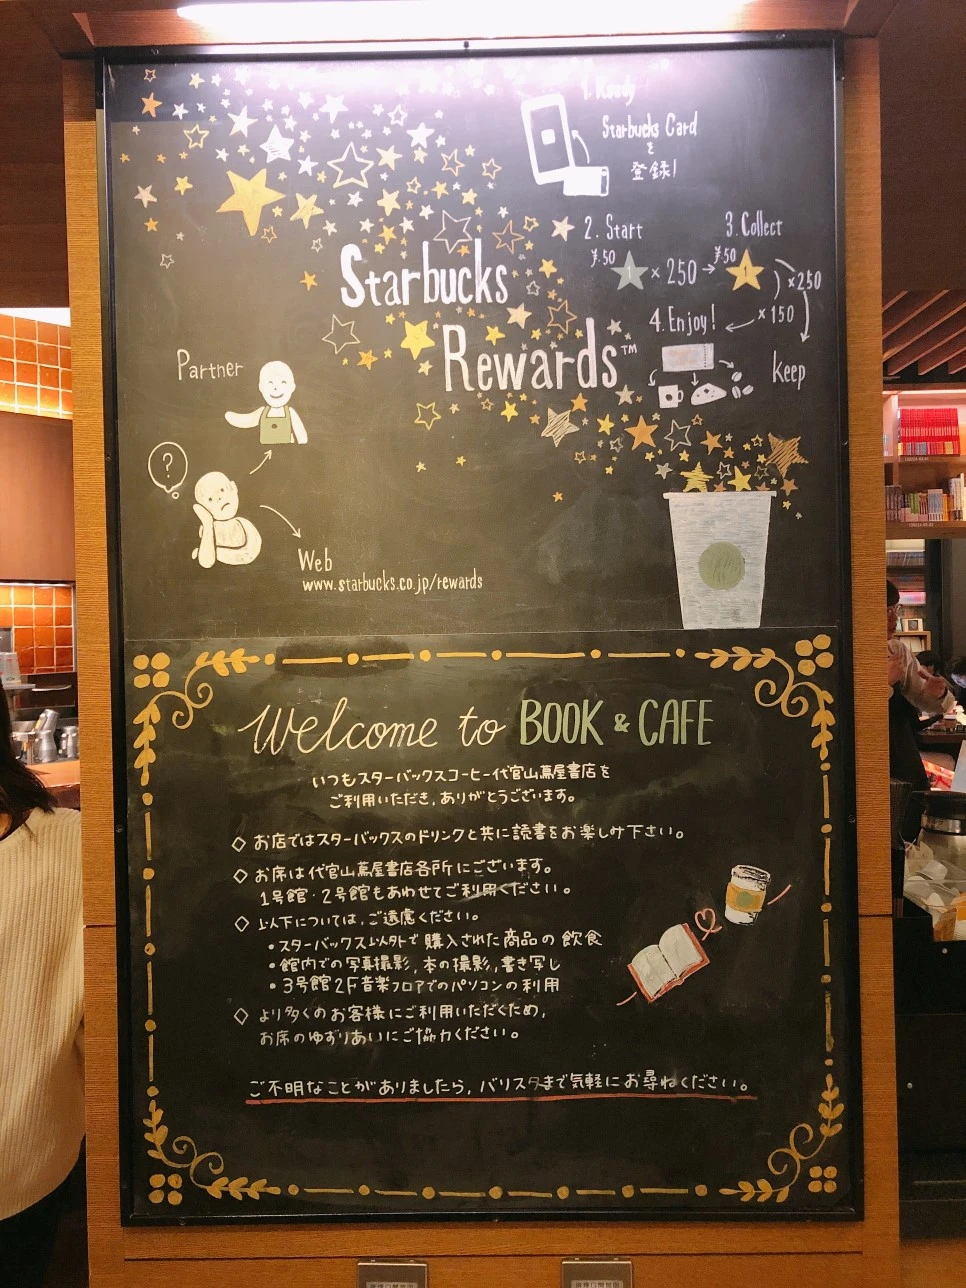 1. Ready
Starbucks Card
を
登録!
2. Start
¥50
× 250
3. Collect
¥50
1
×250
×150
4. Enjoy!
keep
Starbucks
Rewards™
Partner
?
Web
www.starbucks.co.jp/rewards
Welcome to BOOK & CAFE
いつもスターバックスコーヒー代官山蔦屋書店を
ご利用いただき、ありがとうございます。
◇ お店ではスターバックスのドリンクと共に読書をお楽しみ下さい。
◇ お席は代官山蔦屋書店各所にございます。
1号館・2号館もあわせてご利用ください。
◇ 以下については、ご遠慮ください。
・スターバックス以外で購入された商品の飲食
・館内での写真撮影、本の撮影、書き写し
・3号館2F音楽フロアでのパソコンの利用
◇ より多くのお客様にご利用いただくため、
お席のゆずりあいにご協力ください。
ご不明なことがありましたら、バリスタまで気軽にお尋ねください。